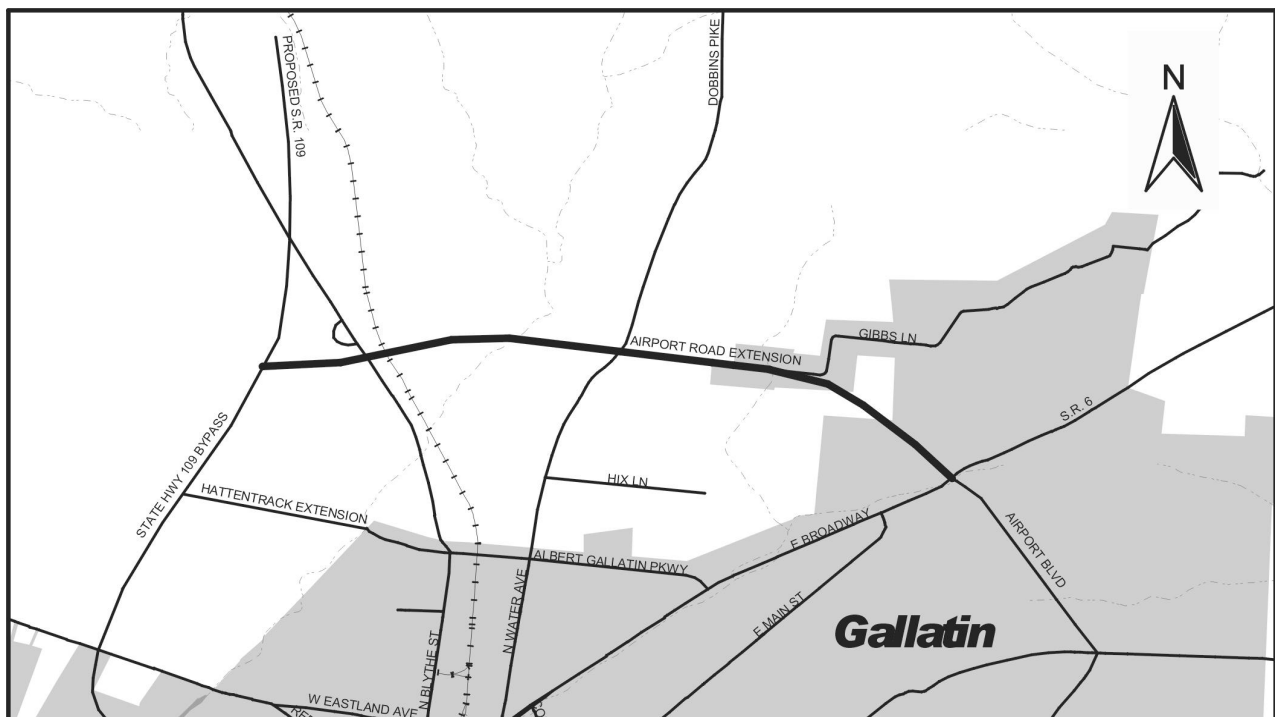 N
PROPOSED S.R. 109
DOBBINS PIKE
AIRPORT ROAD EXTENSION
GIBBS LN
S.R. 6
STATE HWY 109 BYPASS
HATTENTRACK EXTENSION
HIX LN
E BROADWAY
AIRPORT BLVD
ALBERT GALLATIN PKWY
N WATER AVE
E MAIN ST
Gallatin
N BLYTHE ST
W EASTLAND AVE